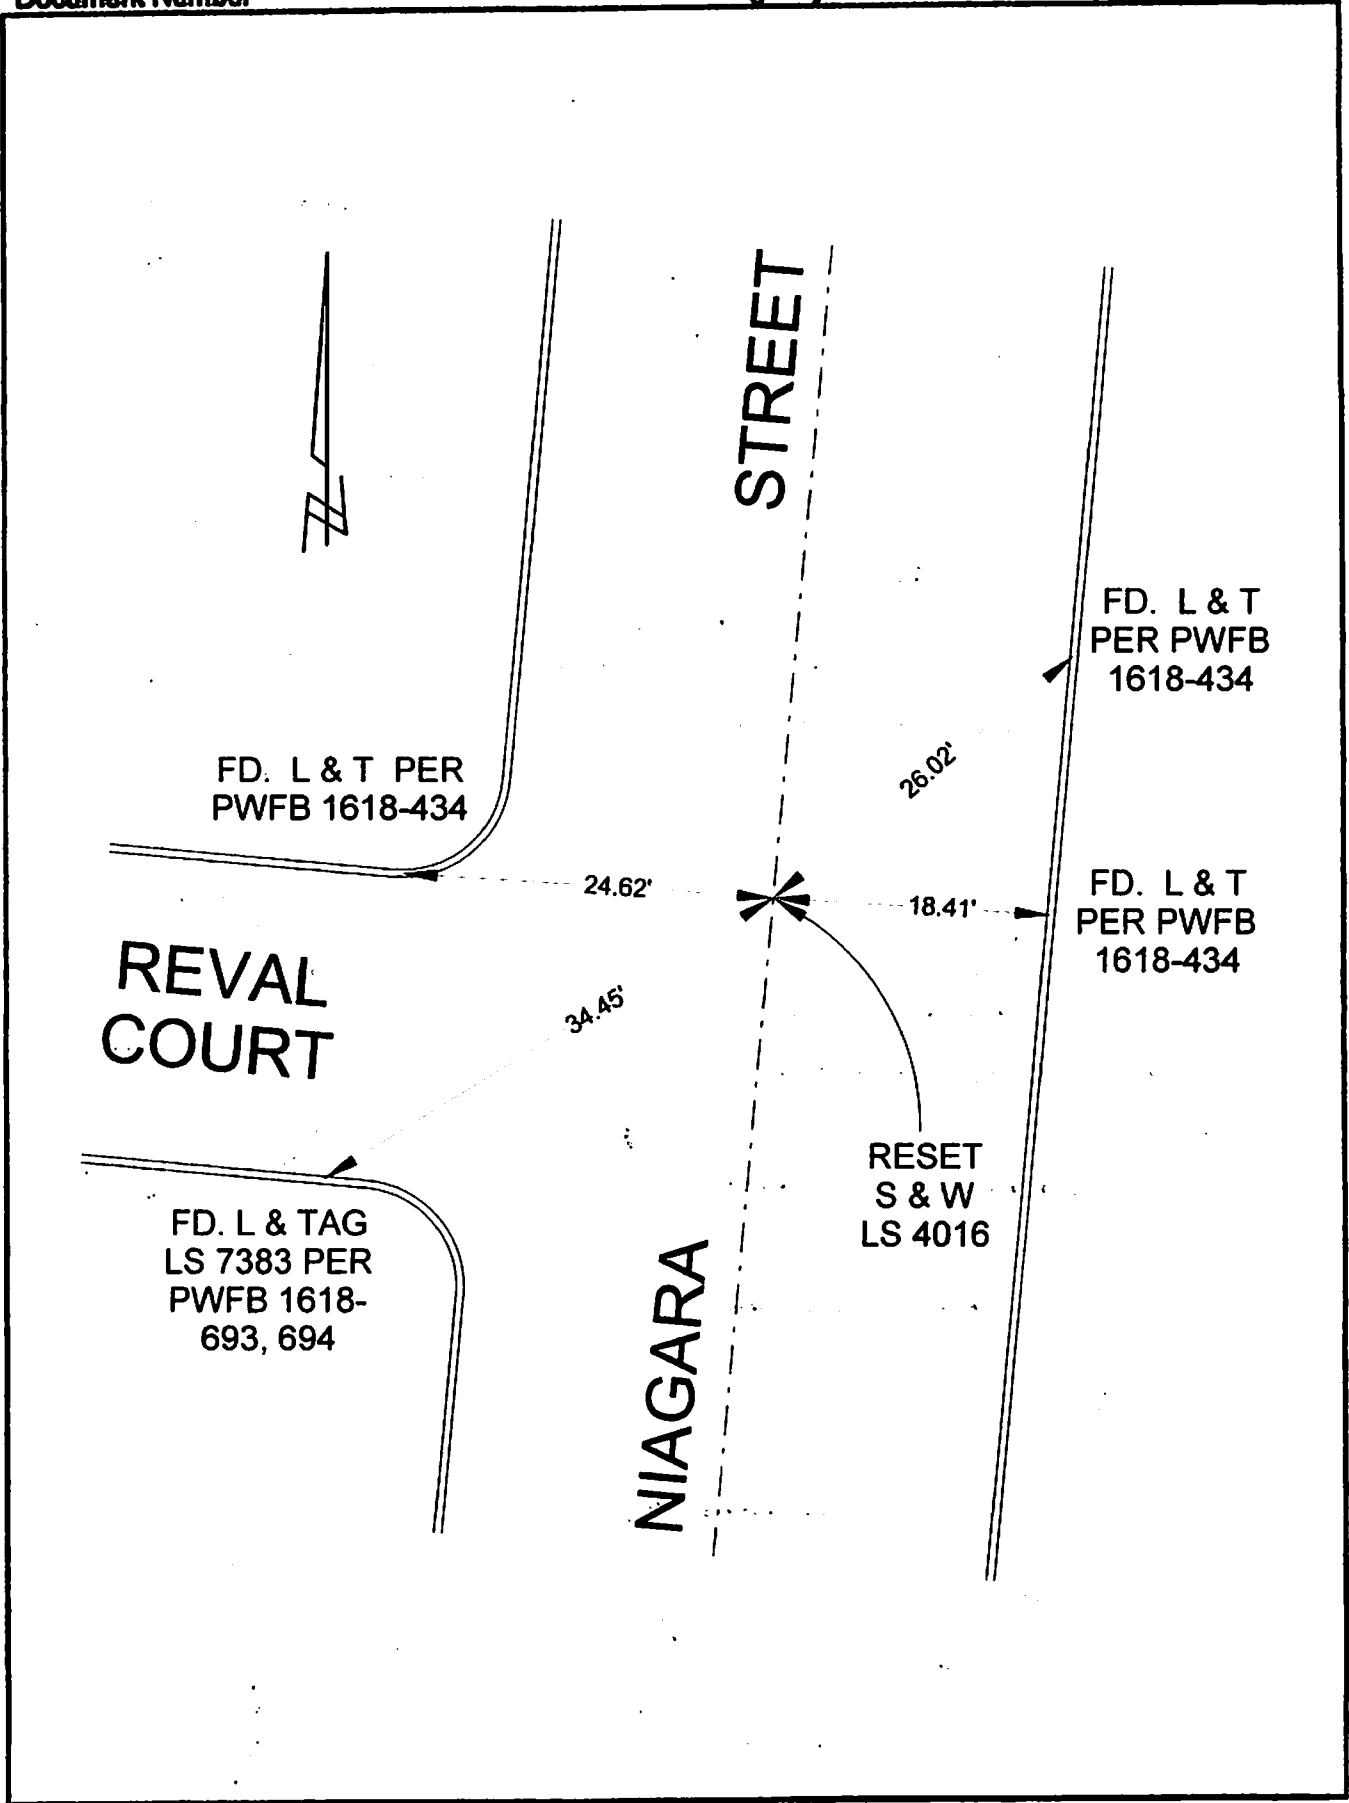 Document Number
STREET
FD. L & T
PER PWFB
1618-434
26.02'
FD. L & T PER
PWFB 1618-434
24.62'
18.41'
FD. L & T
PER PWFB
1618-434
REVAL
COURT
34.45'
RESET
S & W
LS 4016
FD. L & TAG
LS 7383 PER
PWFB 1618-
693, 694
NIAGARA
N